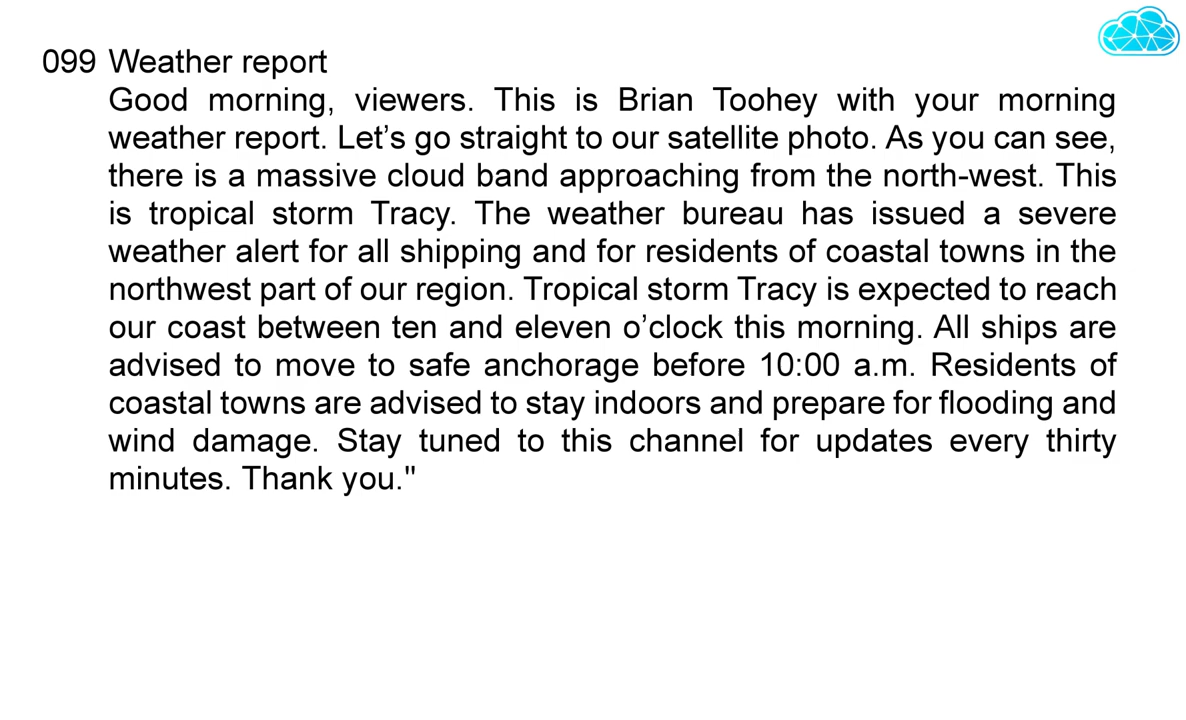 099 Weather report
Good morning, viewers. This is Brian Toohey with your morning
weather report. Let’s go straight to our satellite photo. As you can see,
there is a massive cloud band approaching from the north-west. This
is tropical storm Tracy. The weather bureau has issued a severe
weather alert for all shipping and for residents of coastal towns in the
northwest part of our region. Tropical storm Tracy is expected to reach
our coast between ten and eleven o’clock this morning. All ships are
advised to move to safe anchorage before 10:00 a.m. Residents of
coastal towns are advised to stay indoors and prepare for flooding and
wind damage. Stay tuned to this channel for updates every thirty
minutes. Thank you."